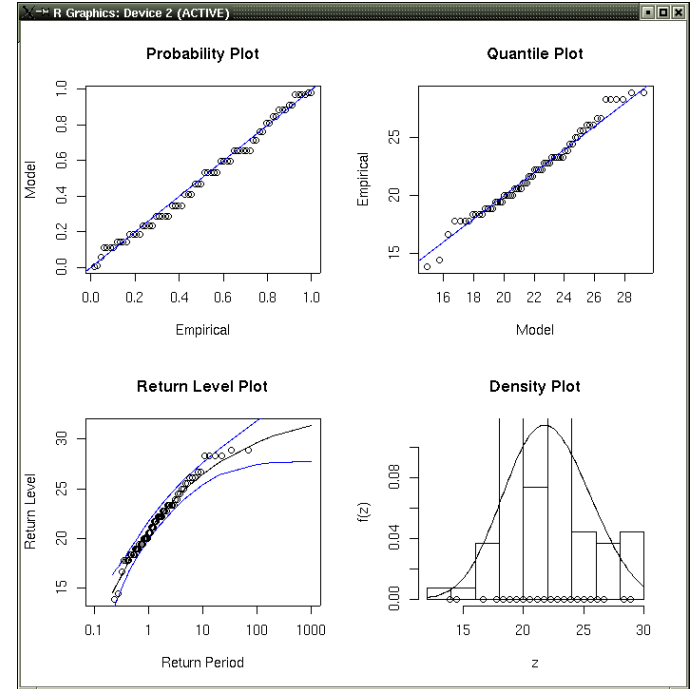 R Graphics: Device 2 (ACTIVE)
Probability Plot
Model
0.0 0.2 0.4 0.6 0.8 1.0
0.0 0.2 0.4 0.6 0.8 1.0
Empirical
Quantile Plot
Empirical
15 20 25
16 18 20 22 24 26 28
Model
Return Level Plot
Return Level
15 20 25 30
0.1 1 10 100 1000
Return Period
Density Plot
f(z)
0.00 0.04 0.08
15 20 25 30
z